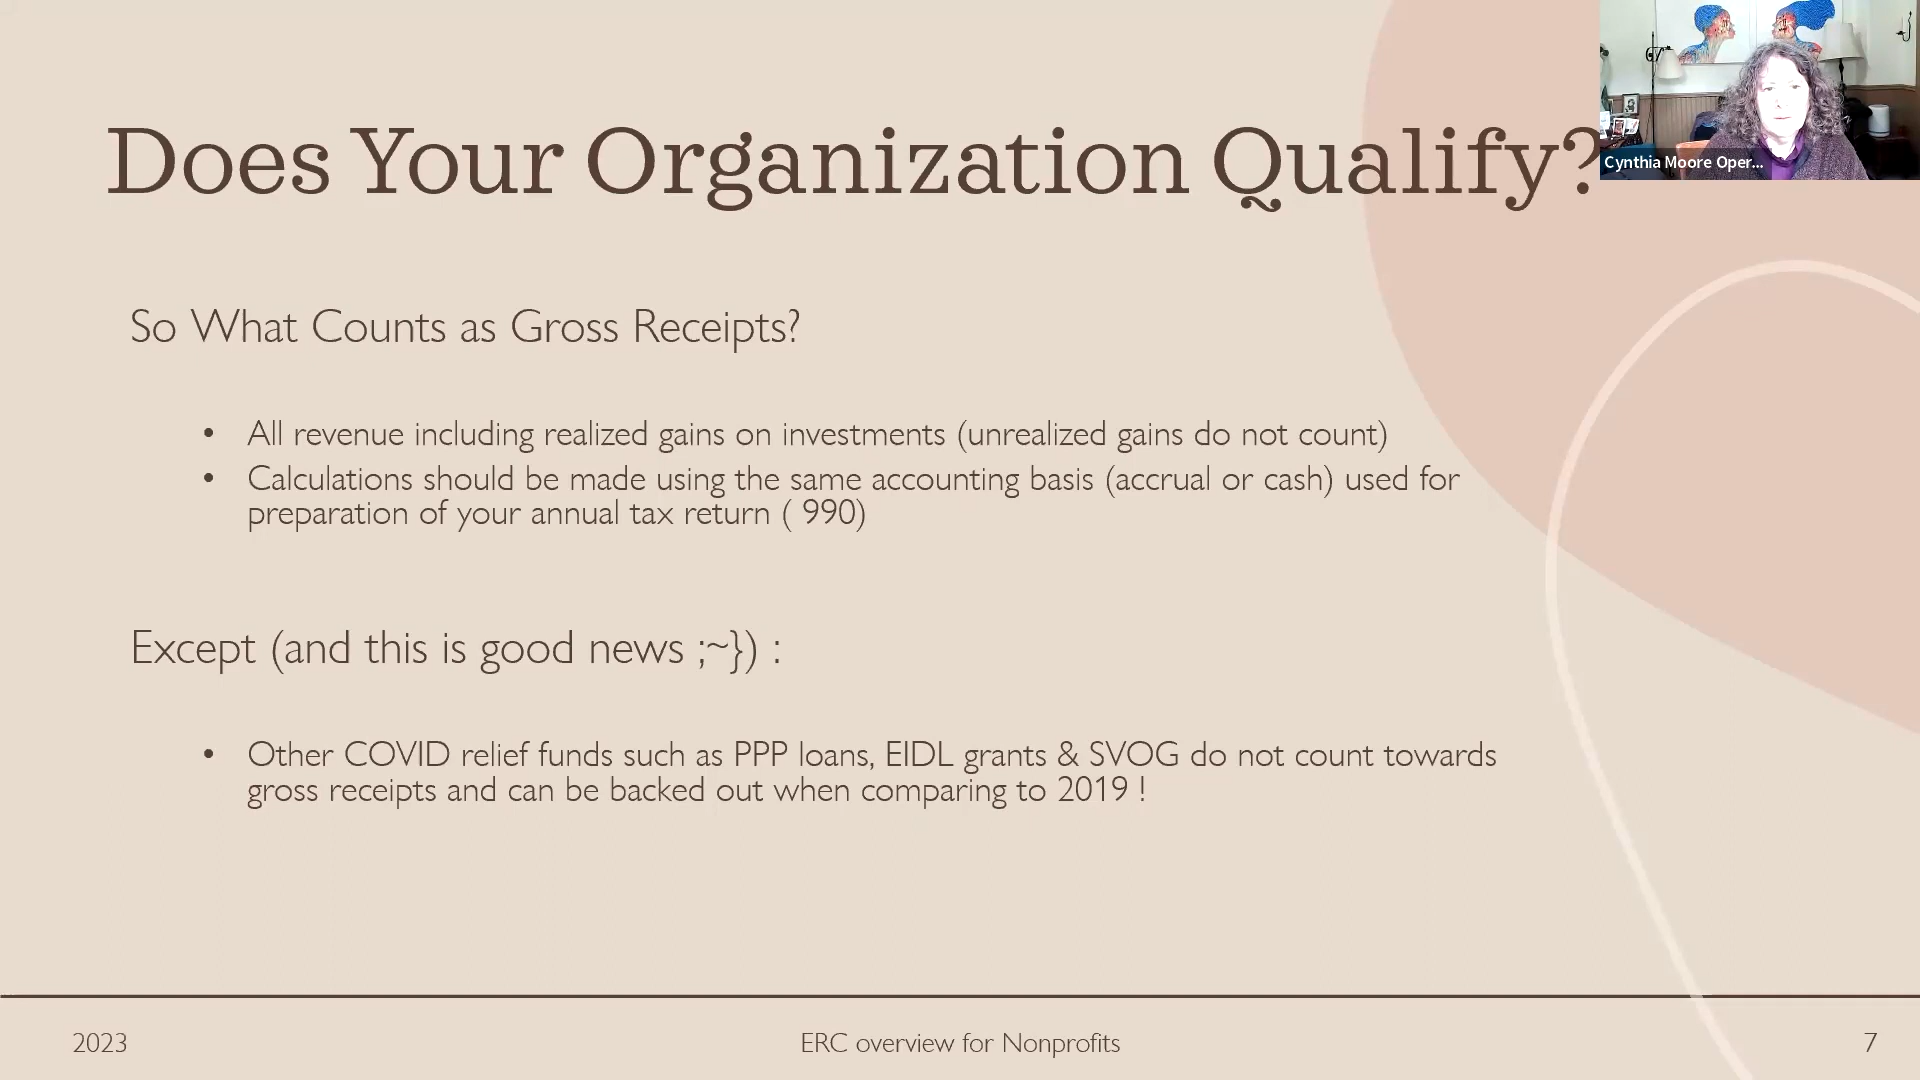 Does Your Organization Qualify?
Cynthia Moore Oper...
So What Counts as Gross Receipts?
• All revenue including realized gains on investments (unrealized gains do not count)
• Calculations should be made using the same accounting basis (accrual or cash) used for
preparation of your annual tax return ( 990)
Except (and this is good news ;~}) :
• Other COVID relief funds such as PPP loans, EIDL grants & SVOG do not count towards
gross receipts and can be backed out when comparing to 2019 !
2023
ERC overview for Nonprofits
7